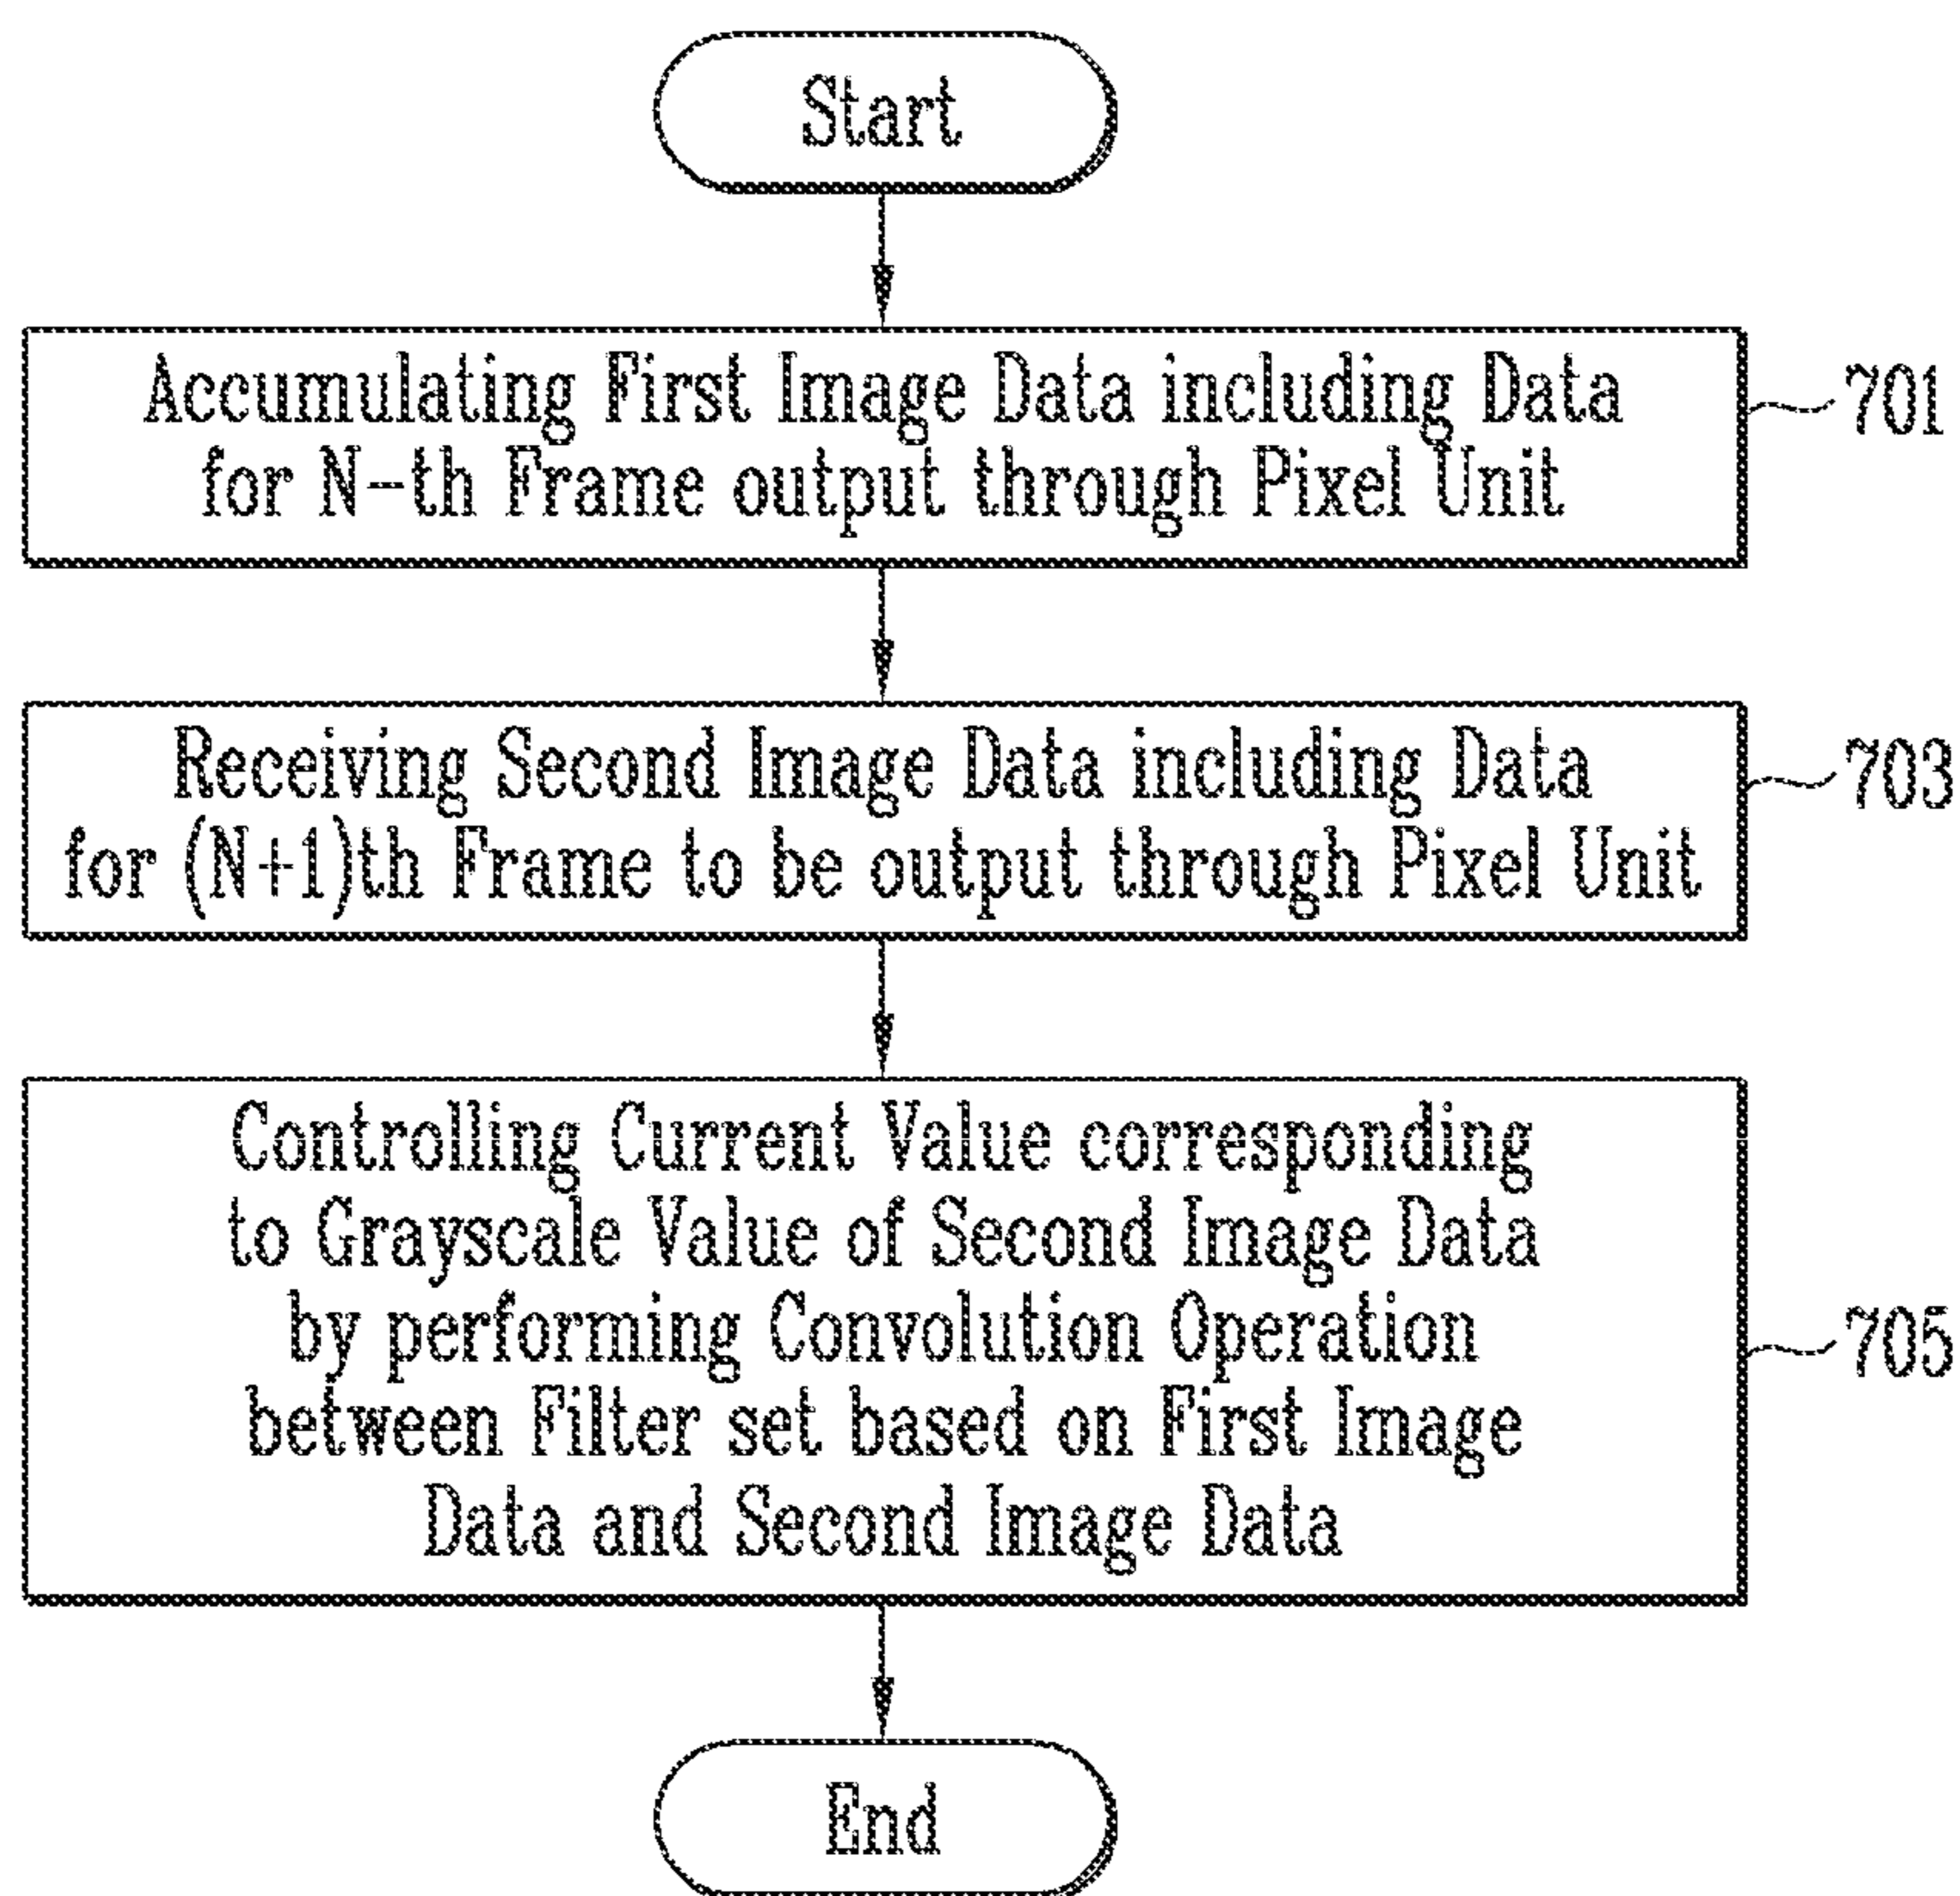 Start
Accumulating First Image Data including Data
for N-th Frame output through Pixel Unit
701
Receiving Second Image Data including Data
for (N+1)th Frame to be output through Pixel Unit
703
Controlling Current Value corresponding
to Grayscale Value of Second Image Data
by performing Convolution Operation
between Filter set based on First Image
Data and Second Image Data
705
End